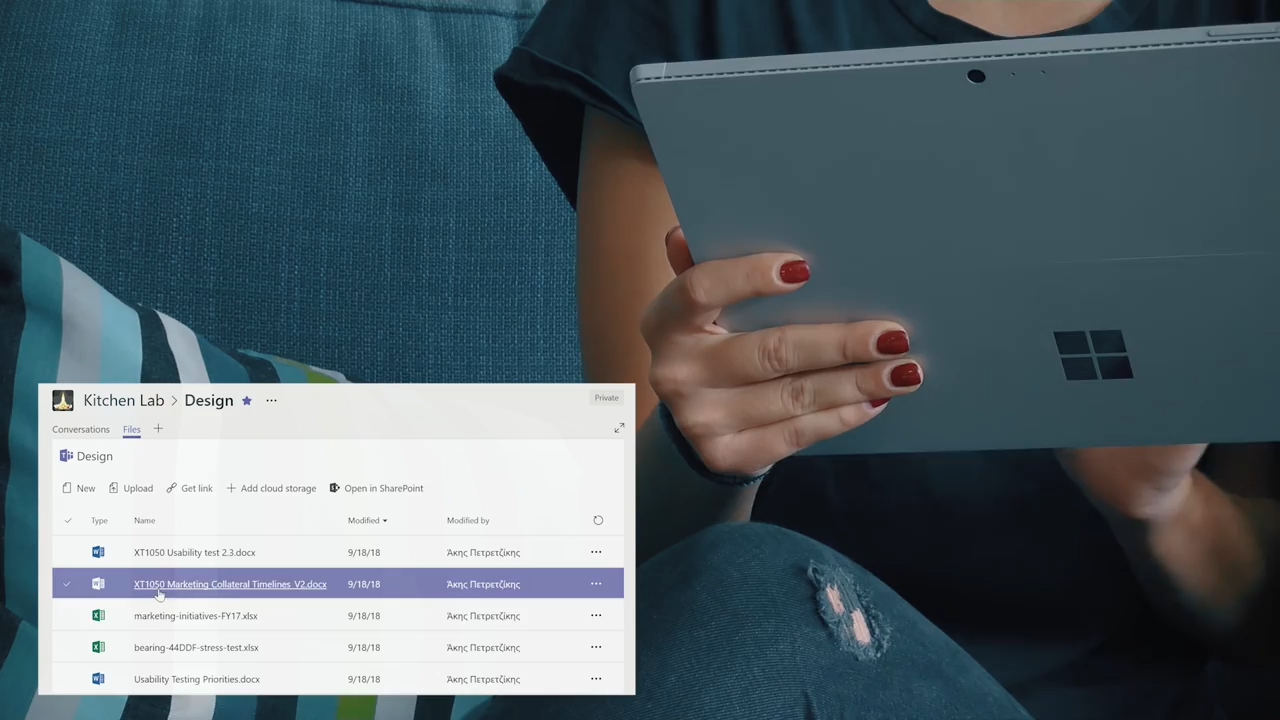 Kitchen Lab > Design ★ ...
Private
Conversations Files +
Design
New Upload Get link + Add cloud storage Open in SharePoint
Type Name Modified Modified by
XT1050 Usability test 2.3.docx 9/18/18 Άκης Πετρετζίκης ...
XT1050 Marketing Collateral Timelines_V2.docx 9/18/18 Άκης Πετρετζίκης ...
marketing-initiatives-FY17.xlsx 9/18/18 Άκης Πετρετζίκης ...
bearing-44DDF-stress-test.xlsx 9/18/18 Άκης Πετρετζίκης ...
Usability Testing Priorities.docx 9/18/18 Άκης Πετρετζίκης ...